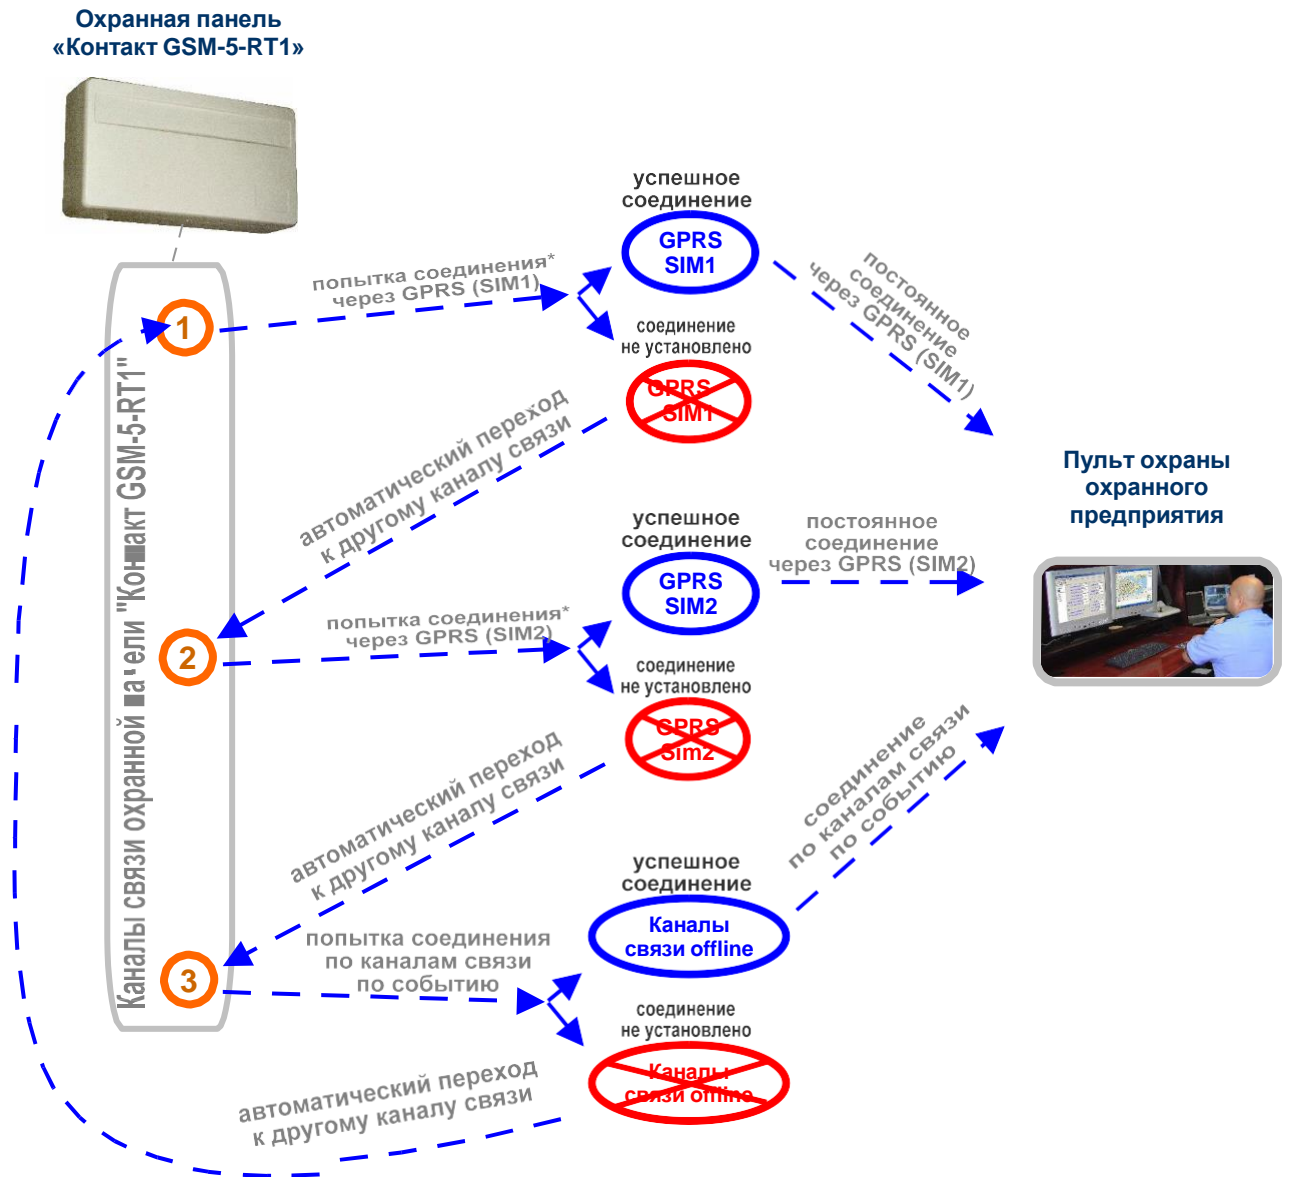 Охранная панель
«Контакт GSM-5-RT1»
успешное
соединение
GPRS
SIM1
попытка соединения*
через GPRS (SIM1)
постоянное
соединение
через GPRS (SIM1)
1
соединение
не установлено
GPRS
SIM1
автоматический переход
к другому каналу связи
Каналы связи охранной "Контакт GSM-5-RT1"
Пульт охраны
охранного
предприятия
успешное
соединение
GPRS
SIM2
постоянное
соединение
через GPRS (SIM2)
попытка соединения*
через GPRS (SIM2)
2
соединение
не установлено
GPRS
Sim2
автоматический переход
к другому каналу связи
соединение
по каналам связи
по событию
успешное
соединение
Каналы
связи offline
попытка соединения
по каналам связи
по событию
3
соединение
не установлено
Каналы
связи offline
автоматический переход
к другому каналу связи